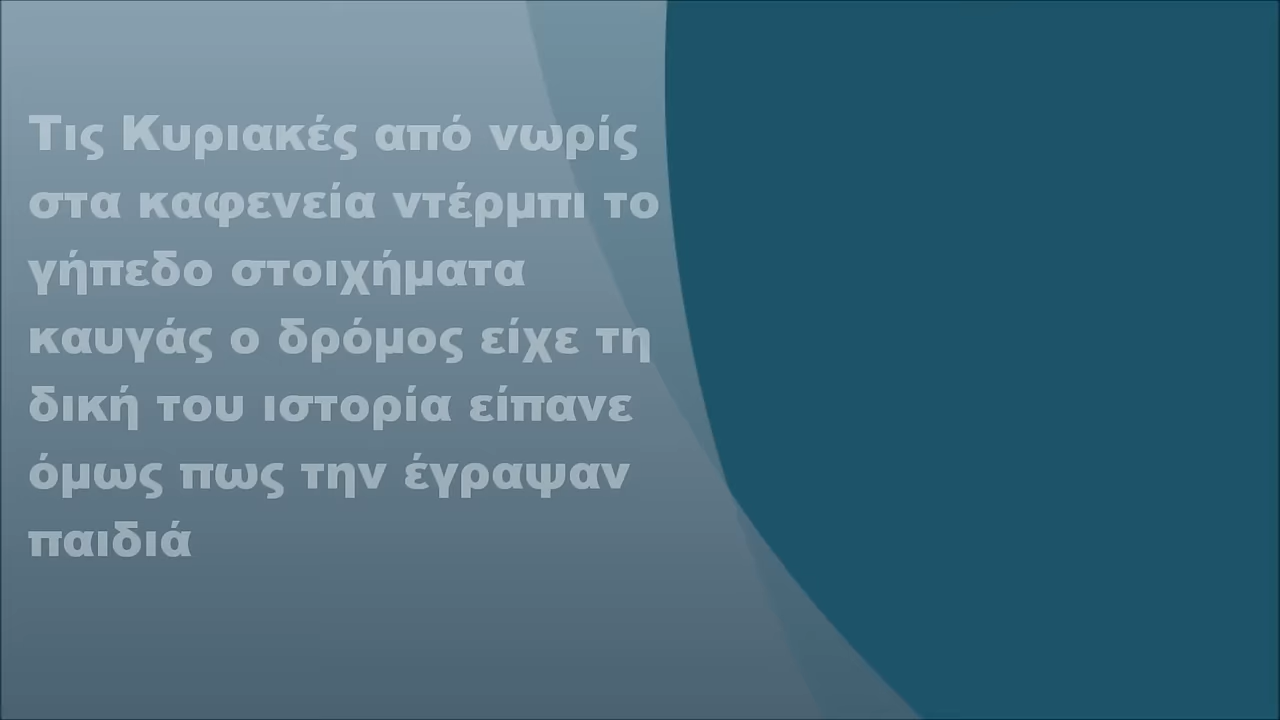 Τις Κυριακές από νωρίς
στα καφενεία ντέρμπι το
γήπεδο στοιχήματα
καυγάς ο δρόμος είχε τη
δική του ιστορία είπανε
όμως πως την έγραψαν
παιδιά